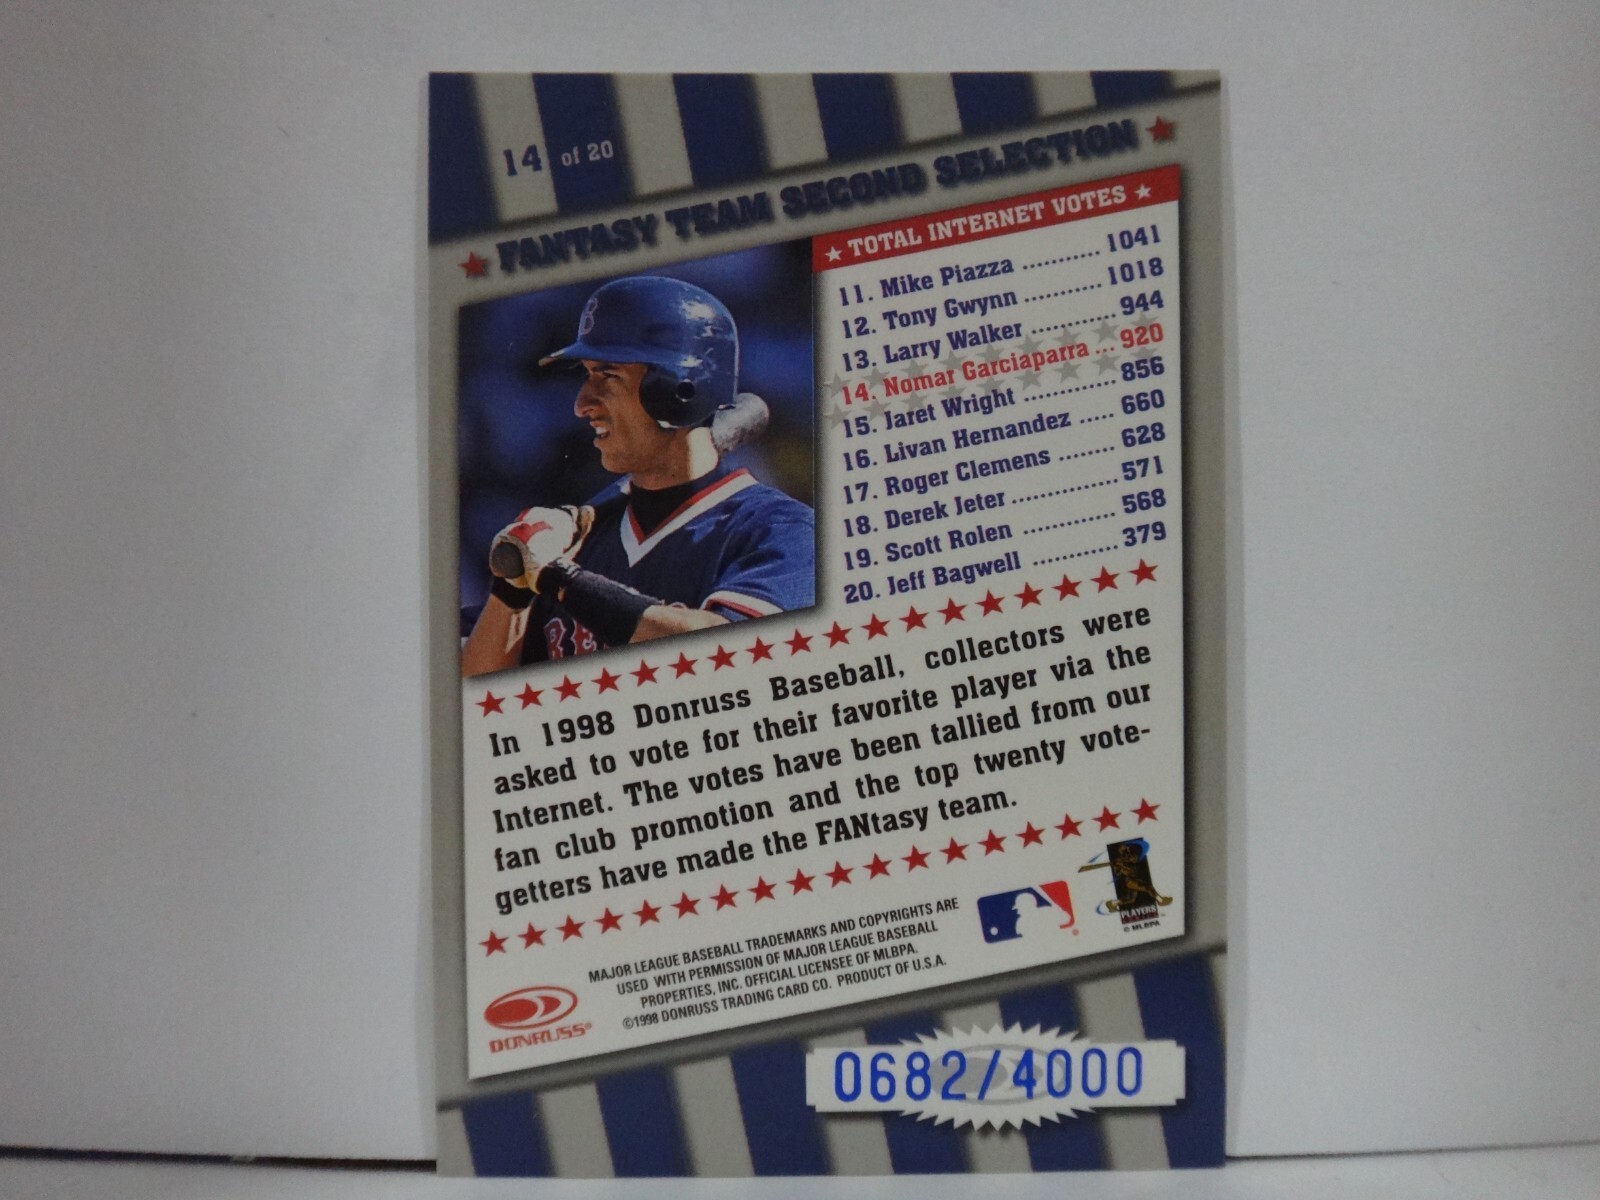 14 of 20
★ FANTASY TEAM SECOND SELECTION ★
★ TOTAL INTERNET VOTES ★
11. Mike Piazza ........... 1041
12. Tony Gwynn ........... 1018
13. Larry Walker ............ 944
14. Nomar Garciaparra ... 920
15. Jaret Wright ............... 856
16. Livan Hernandez ..... 660
17. Roger Clemens ........ 628
18. Derek Jeter ............... 571
19. Scott Rolen .............. 568
20. Jeff Bagwell ............. 379
B
In 1998 Donruss Baseball, collectors were
asked to vote for their favorite player via the
Internet. The votes have been tallied from our
fan club promotion and the top twenty vote-
getters have made the FANtasy team.
MAJOR LEAGUE BASEBALL TRADEMARKS AND COPYRIGHTS ARE
USED WITH PERMISSION OF MAJOR LEAGUE BASEBALL
PROPERTIES, INC. OFFICIAL LICENSEE OF MLBPA.
©1998 DONRUSS TRADING CARD CO. PRODUCT OF U.S.A.
DONRUSS®
PLAYERS
© MLBPA
0682/4000